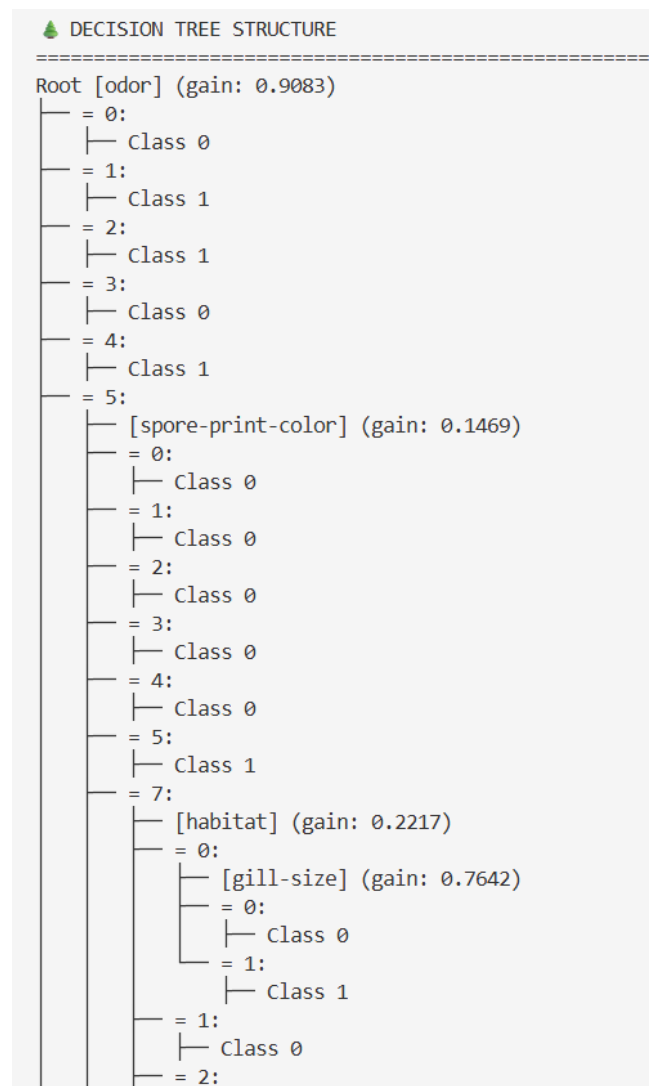 🌲 DECISION TREE STRUCTURE
==================================================
Root [odor] (gain: 0.9083)
├── = 0:
│   ├── Class 0
├── = 1:
│   ├── Class 1
├── = 2:
│   ├── Class 1
├── = 3:
│   ├── Class 0
├── = 4:
│   ├── Class 1
├── = 5:
│   ├── [spore-print-color] (gain: 0.1469)
│   ├── = 0:
│   │   ├── Class 0
│   ├── = 1:
│   │   ├── Class 0
│   ├── = 2:
│   │   ├── Class 0
│   ├── = 3:
│   │   ├── Class 0
│   ├── = 4:
│   │   ├── Class 0
│   ├── = 5:
│   │   ├── Class 1
│   ├── = 7:
│   │   ├── [habitat] (gain: 0.2217)
│   │   ├── = 0:
│   │   │   ├── [gill-size] (gain: 0.7642)
│   │   │   ├── = 0:
│   │   │   │   ├── Class 0
│   │   │   └── = 1:
│   │   │       ├── Class 1
│   │   ├── = 1:
│   │   │   ├── Class 0
│   │   ├── = 2: